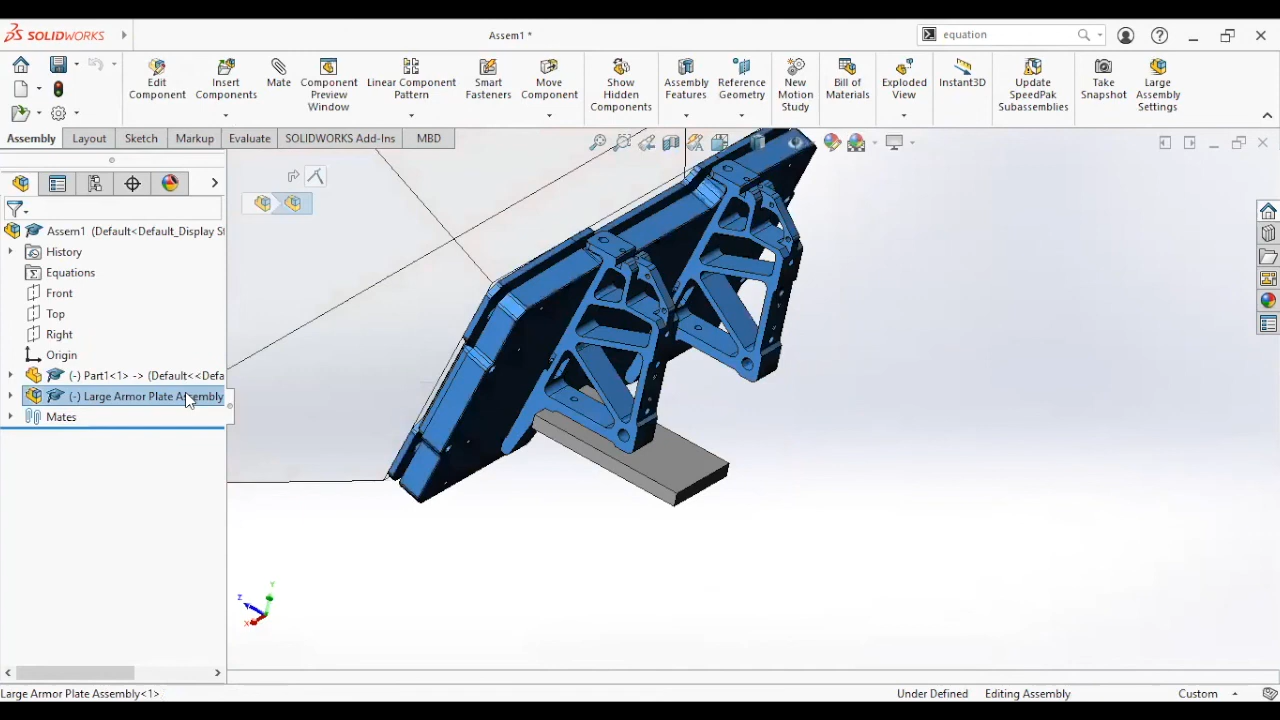 SOLIDWORKS
Assem1 *
equation
Edit Component
Insert Components
Mate
Component Preview Window
Linear Component Pattern
Smart Fasteners
Move Component
Show Hidden Components
Assembly Features
Reference Geometry
New Motion Study
Bill of Materials
Exploded View
Instant3D
Update SpeedPak Subassemblies
Take Snapshot
Large Assembly Settings
Assembly
Layout
Sketch
Markup
Evaluate
SOLIDWORKS Add-Ins
MBD
Assem1 (Default<Default_Display St
History
Equations
Front
Top
Right
Origin
(-) Part1<1> -> (Default<<Defa
(-) Large Armor Plate Assembly
Mates
Y
Z
X
Large Armor Plate Assembly<1>
Under Defined
Editing Assembly
Custom